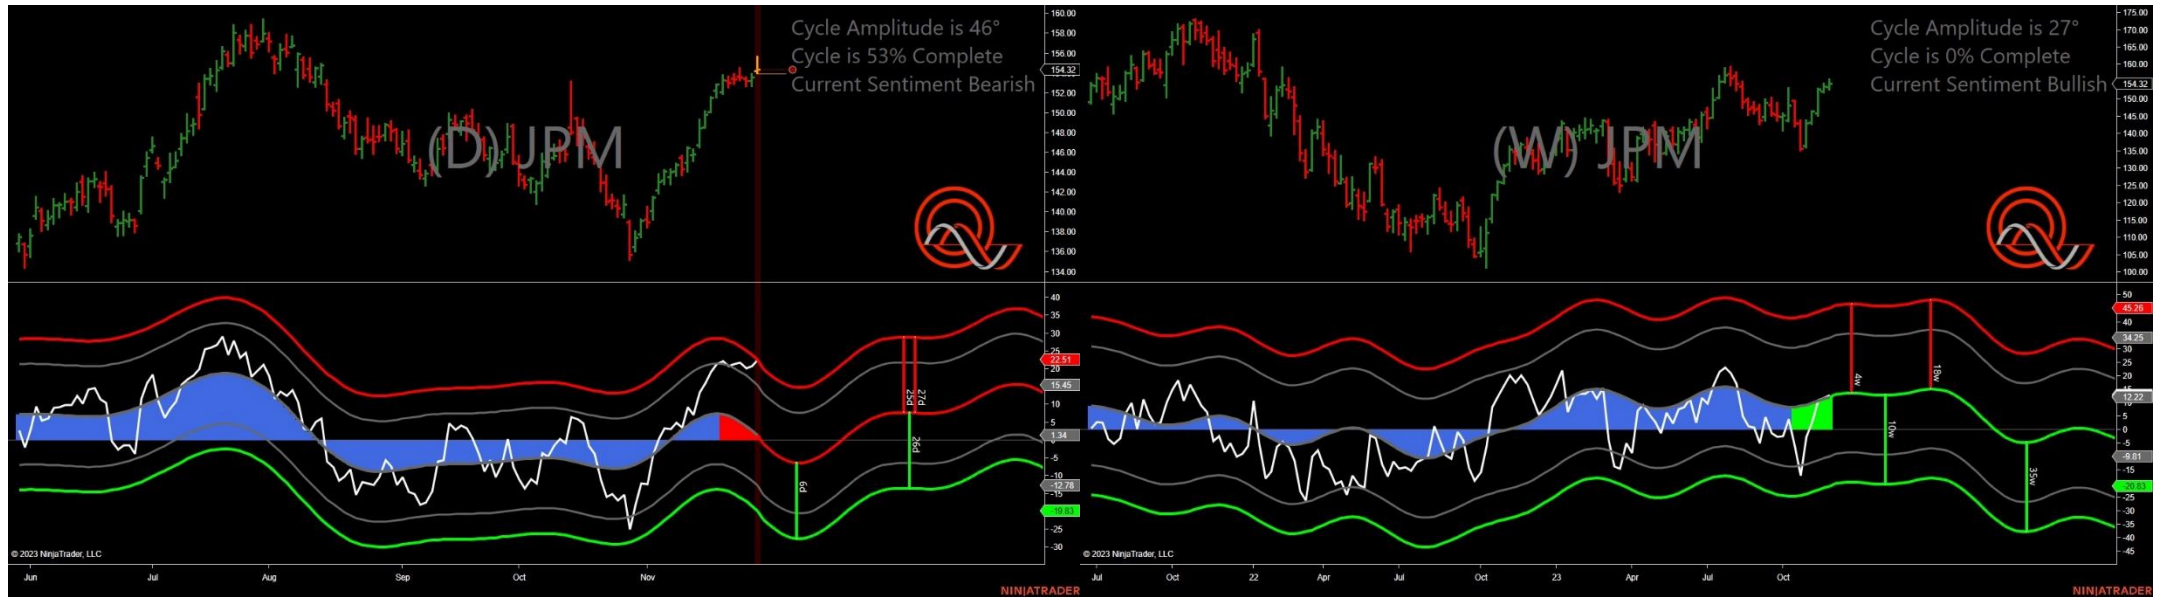 Cycle Amplitude is 46°
Cycle is 53% Complete
Current Sentiment Bearish
(D) JPM
160.00
158.00
156.00
154.32
152.00
150.00
148.00
146.00
144.00
142.00
140.00
138.00
136.00
134.00
40
35
30
25
22.51
15.45
10
5
1.34
-5
-12.78
-15
-19.83
-25
-30
6d
25d
27d
26d
© 2023 NinjaTrader, LLC
Jun
Jul
Aug
Sep
Oct
Nov
NINJATRADER
Cycle Amplitude is 27°
Cycle is 0% Complete
Current Sentiment Bullish
(W) JPM
175.00
170.00
165.00
160.00
154.32
150.00
145.00
140.00
135.00
130.00
125.00
120.00
115.00
110.00
105.00
100.00
50
45.26
40
34.25
30
25
20
15
12.22
5
0
-5
-9.81
-15
-20.83
-25
-30
-35
-40
-45
4w
18w
10w
35w
© 2023 NinjaTrader, LLC
Jul
Oct
22
Apr
Jul
Oct
23
Apr
Jul
Oct
NINJATRADER